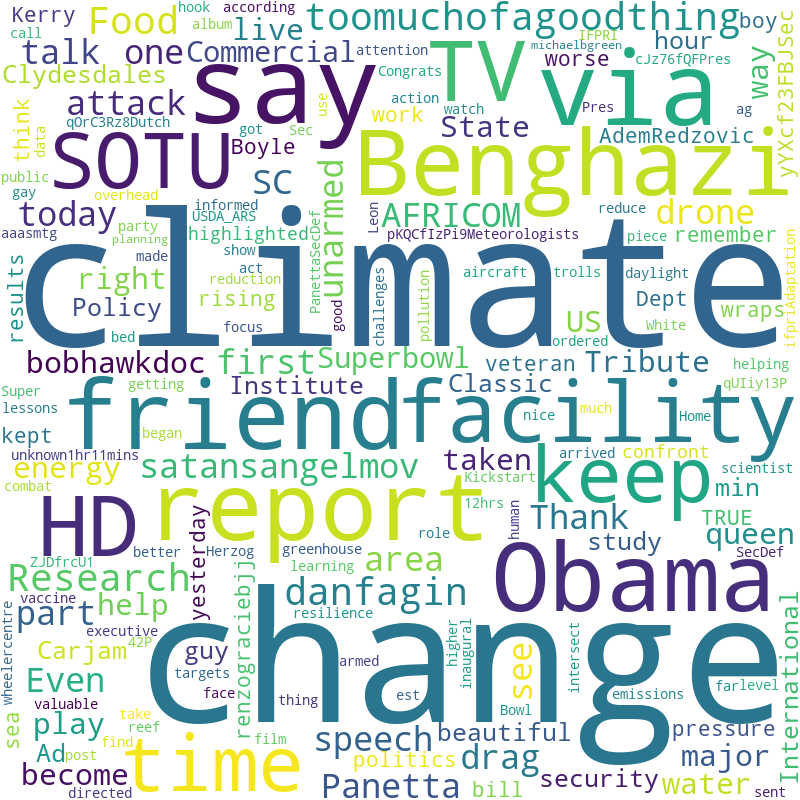 Kerry
Food
hook
according
toomuchofagoodthing
boy
call
album
live
IFPRI
michaelbgreen
hour
talk
one
Commercial
attention
worse
cJz76fQFPres
way
yYXcf23FBJSec
Clydesdales
say
TV
via
Congrats
action
watch
Pres
ag
think
data
attack
qOrC3Rz8Dutch
got
Sec
use
work
State
AdemRedzovic
SOTU
Boyle
Benghazi
public
gay
overhead
SC
unarmed
today
party
planning
informed
USDA_ARS
highlighted
AFRICOM
Leon
reduce
drone
aaasmtg
made
show
pKQCfIzPi9Meteorologists
piece
remember
climate
results
right
reduction
act
PanettaSecDef
good
challenges
pollution
aircraft
trolls
daylight
ifpriAdaptation
Policy
rising
Dept
wraps
bed
focus
US
White
ordered
bobhawkdoc
first
Superbowl
veteran
Tribute
helping
Super
getting
Institute
Classic
qUIiy13P
lessons
friend
facility
nice
much
Home
kept
began
unknown1hr11mins
arrived
confront
energy
satansangelmov
taken
keep
scientist
combat
report
Kickstart
min
HD
12hrs
Thank
TRUE
queen
yesterday
human
role
study
SecDef
ZJDfrcU1
better
Herzog
greenhouse
area
Obama
Research
renzograciebjj
learning
vaccine
help
danfagin
wheelercentre
part
resilience
change
executive
42P
guy
armed
higher
inaugural
see
intersect
International
Carjam
targets
face
thing
est
emissions
far
level
Even
valuable
sea
play
take
reef
Bowl
find
film
speech
beautiful
pressure
Ad
post
time
politics
drag
major
become
Panetta
bill
security
water
directed
sent